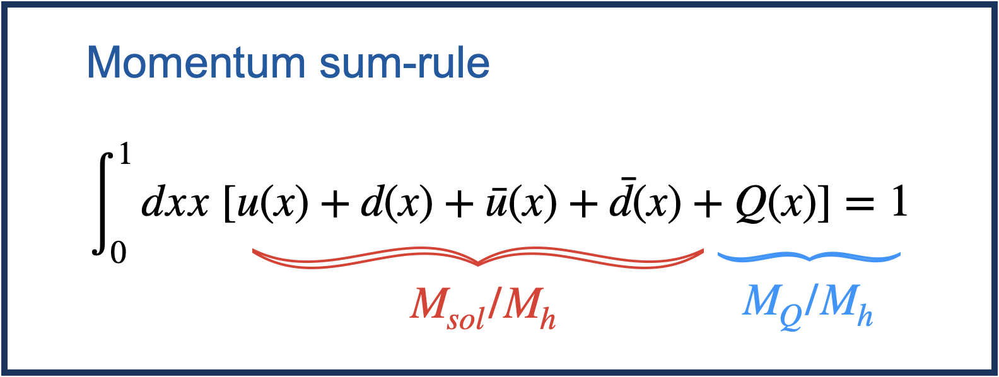 Momentum sum-rule
∫₀¹ dxx [u(x) + d(x) + ū(x) + d̄(x) + Q(x)] = 1
M_sol/M_h M_Q/M_h